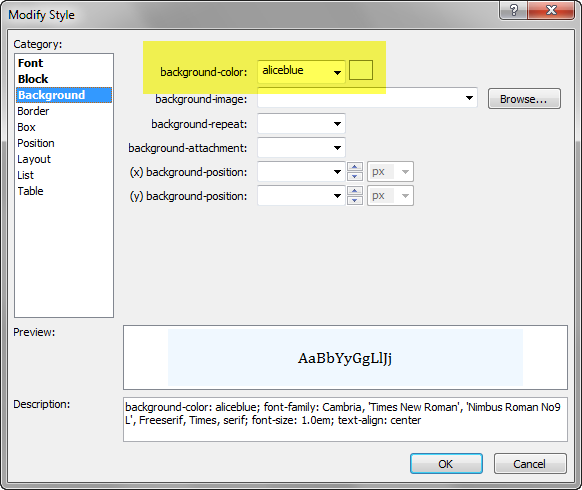 Modify Style
Category:
Font
Block
Background
Border
Box
Position
Layout
List
Table
background-color: aliceblue
background-image: Browse...
background-repeat:
background-attachment:
(x) background-position: px
(y) background-position: px
Preview:
AaBbYyGgLlJj
Description:
background-color: aliceblue; font-family: Cambria, 'Times New Roman', 'Nimbus Roman No9
L', Freeserif, Times, serif; font-size: 1.0em; text-align: center
OK Cancel